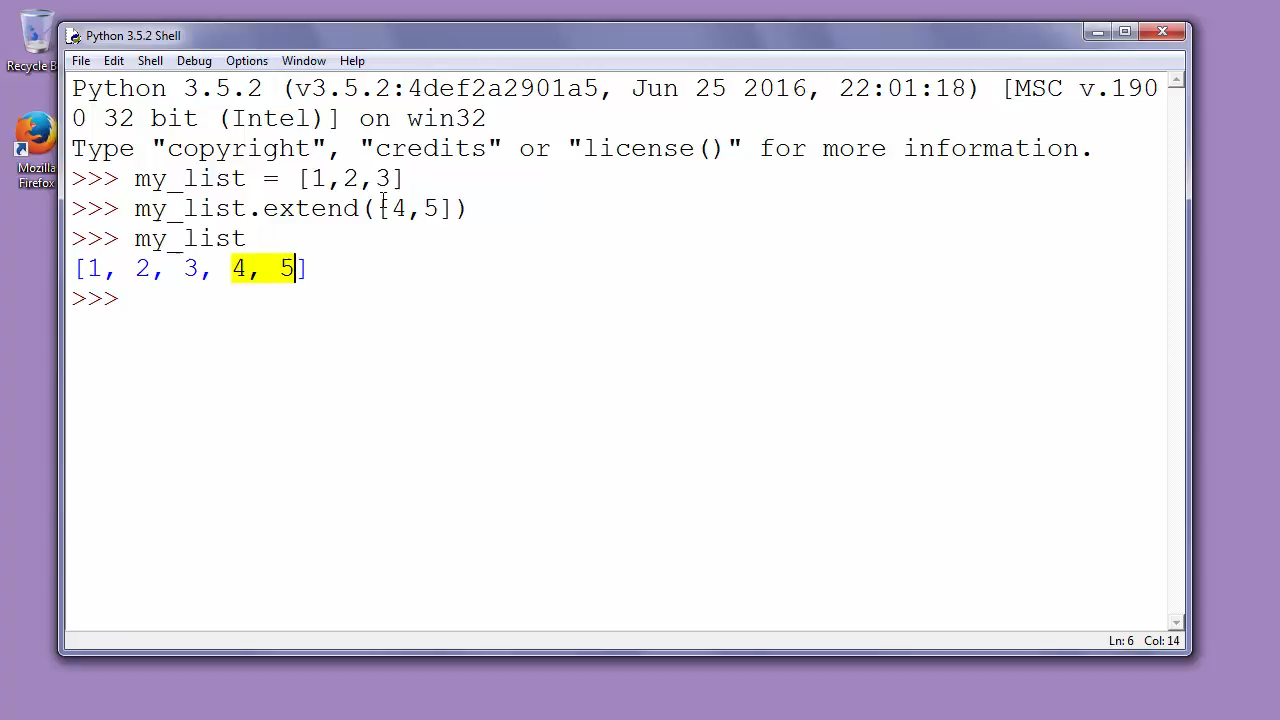 Python 3.5.2 Shell
File Edit Shell Debug Options Window Help
Python 3.5.2 (v3.5.2:4def2a2901a5, Jun 25 2016, 22:01:18) [MSC v.190
0 32 bit (Intel)] on win32
Type "copyright", "credits" or "license()" for more information.
>>> my_list = [1,2,3]
>>> my_list.extend([4,5])
>>> my_list
[1, 2, 3, 4, 5]
>>>
Ln: 6 Col: 14
Recycle B
Mozilla
Firefox